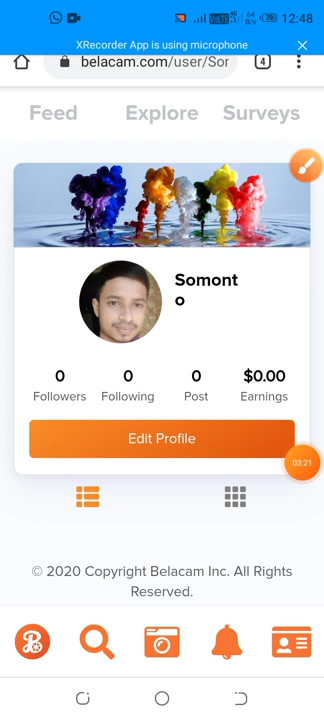 12:48
XRecorder App is using microphone
belacam.com/user/Sor
4
Feed Explore Surveys
Somont
o
0 0 0 $0.00
Followers Following Post Earnings
Edit Profile
03:21
© 2020 Belacam Inc. All Rights
Reserved.